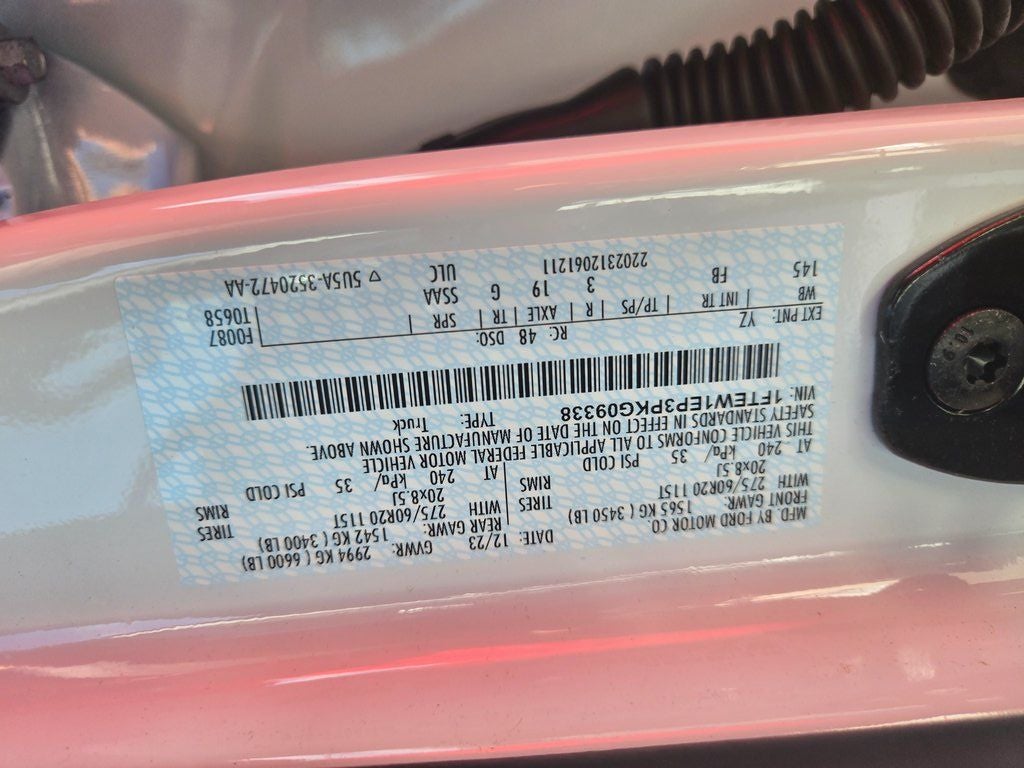 MFD. BY FORD MOTOR CO.
DATE: 12/23 GVWR: 2994 KG ( 6600 LB)
FRONT GAWR: 1565 KG ( 3450 LB) REAR GAWR: 1542 KG ( 3400 LB)
WITH 275/60R20 115T TIRES WITH 275/60R20 115T TIRES
20x8.5J RIMS 20x8.5J RIMS
AT 240 kPa/ 35 PSI COLD AT 240 kPa/ 35 PSI COLD
THIS VEHICLE CONFORMS TO ALL APPLICABLE FEDERAL MOTOR VEHICLE
SAFETY STANDARDS IN EFFECT ON THE DATE OF MANUFACTURE SHOWN ABOVE.
VIN: 1FTEW1EP3PKG09338 TYPE: Truck
EXT PNT: YZ RC: 48 DSO: F0087
WB INT TR TP/PS R AXLE TR SPR T0658
145 FB 3 19 G SSAA
2202312061211 ULC ▽ 5U5A-3520472-AA
10.9